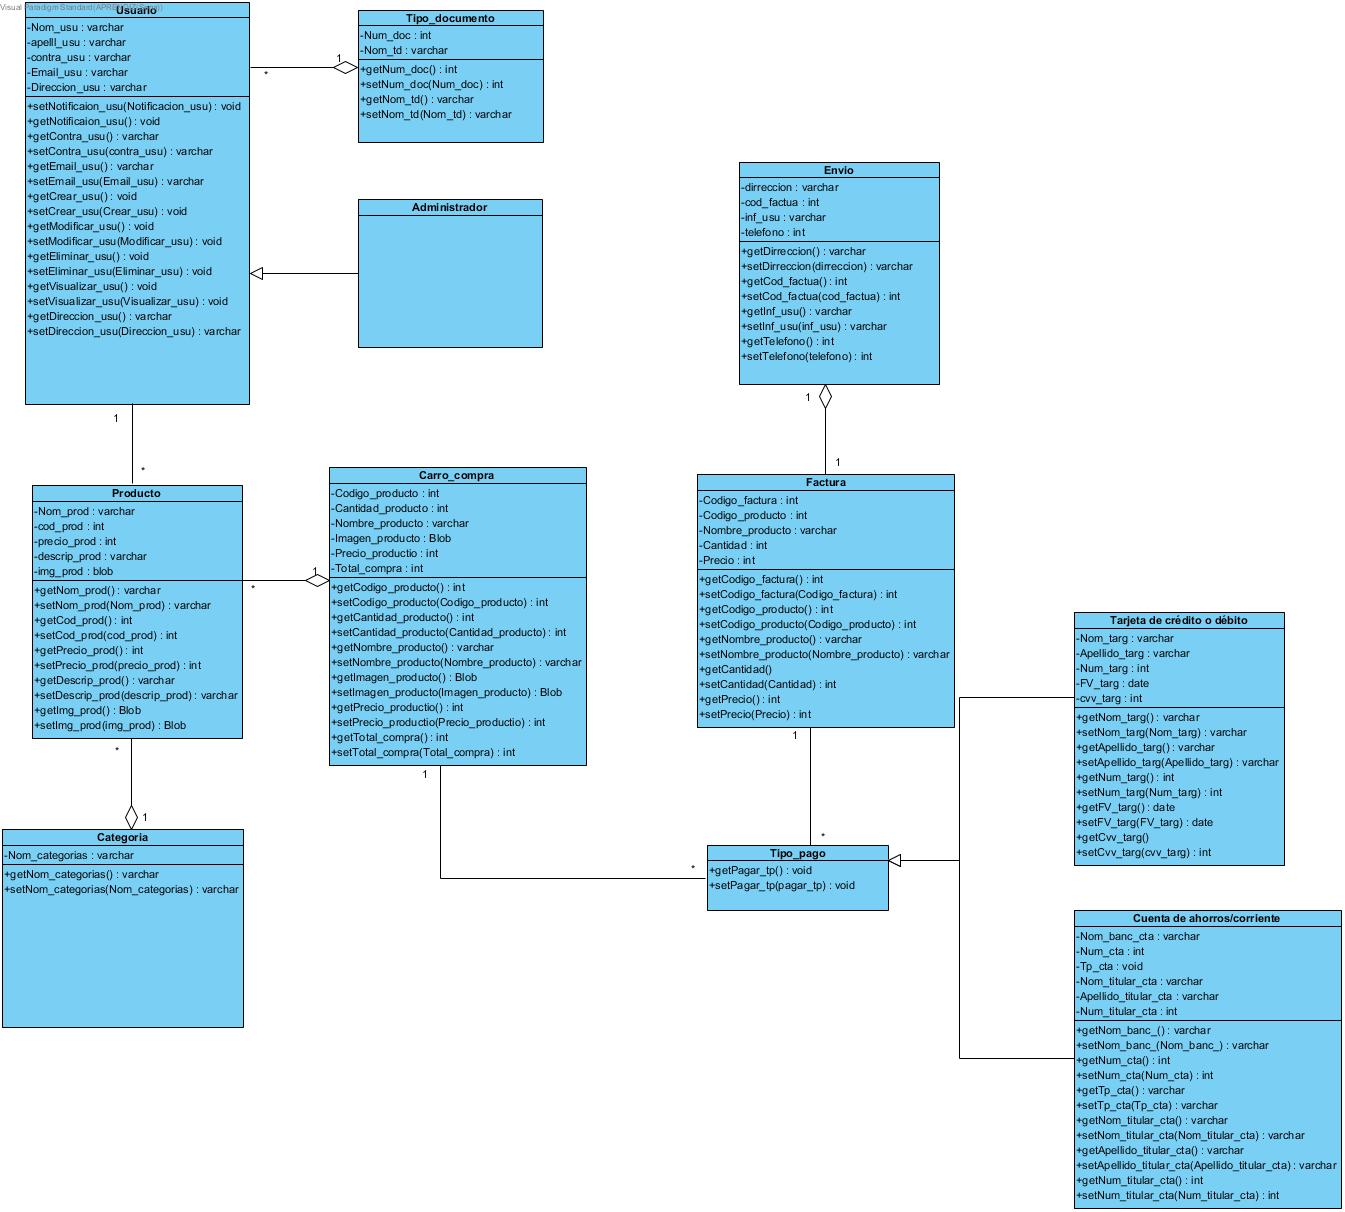 Visual Paradigm Standard
Usuario
-Nom_usu : varchar
-apelll_usu : varchar
-contra_usu : varchar
-Email_usu : varchar
-Direccion_usu : varchar
+setNotificaion_usu(Notificacion_usu) : void
+getNotificaion_usu() : void
+getContra_usu() : varchar
+setContra_usu(contra_usu) : varchar
+getEmail_usu() : varchar
+setEmail_usu(Email_usu) : varchar
+getCrear_usu() : void
+setCrear_usu(Crear_usu) : void
+getModificar_usu() : void
+setModificar_usu(Modificar_usu) : void
+getEliminar_usu() : void
+setEliminar_usu(Eliminar_usu) : void
+getVisualizar_usu() : void
+setVisualizar_usu(Visualizar_usu) : void
+getDireccion_usu() : varchar
+setDireccion_usu(Direccion_usu) : varchar
*
1
Tipo_documento
-Num_doc : int
-Nom_td : varchar
+getNum_doc() : int
+setNum_doc(Num_doc) : int
+getNom_td() : varchar
+setNom_td(Nom_td) : varchar
Administrador
Envio
-dirreccion : varchar
-cod_factua : int
-inf_usu : varchar
-telefono : int
+getDirreccion() : varchar
+setDirreccion(dirreccion) : varchar
+getCod_factua() : int
+setCod_factua(cod_factua) : int
+getInf_usu() : varchar
+setInf_usu(inf_usu) : varchar
+getTelefono() : int
+setTelefono(telefono) : int
1
1
1
*
Producto
-Nom_prod : varchar
-cod_prod : int
-precio_prod : int
-descrip_prod : varchar
-img_prod : blob
+getNom_prod() : varchar
+setNom_prod(Nom_prod) : varchar
+getCod_prod() : int
+setCod_prod(cod_prod) : int
+getPrecio_prod() : int
+setPrecio_prod(precio_prod) : int
+getDescrip_prod() : varchar
+setDescrip_prod(descrip_prod) : varchar
+getImg_prod() : Blob
+setImg_prod(img_prod) : Blob
*
1
Carro_compra
-Codigo_producto : int
-Cantidad_producto : int
-Nombre_producto : varchar
-Imagen_producto : Blob
-Precio_productio : int
-Total_compra : int
+getCodigo_producto() : int
+setCodigo_producto(Codigo_producto) : int
+getCantidad_producto() : int
+setCantidad_producto(Cantidad_producto) : int
+getNombre_producto() : varchar
+setNombre_producto(Nombre_producto) : varchar
+getImagen_producto() : Blob
+setImagen_producto(Imagen_producto) : Blob
+getPrecio_productio() : int
+setPrecio_productio(Precio_productio) : int
+getTotal_compra() : int
+setTotal_compra(Total_compra) : int
Factura
-Codigo_factura : int
-Codigo_producto : int
-Nombre_producto : varchar
-Cantidad : int
-Precio : int
+getCodigo_factura() : int
+setCodigo_factura(Codigo_factura) : int
+getCodigo_producto() : int
+setCodigo_producto(Codigo_producto) : int
+getNombre_producto() : varchar
+setNombre_producto(Nombre_producto) : varchar
+getCantidad()
+setCantidad(Cantidad) : int
+getPrecio() : int
+setPrecio(Precio) : int
Tarjeta de crédito o débito
-Nom_targ : varchar
-Apellido_targ : varchar
-Num_targ : int
-FV_targ : date
-cvv_targ : int
+getNom_targ() : varchar
+setNom_targ(Nom_targ) : varchar
+getApellido_targ() : varchar
+setApellido_targ(Apellido_targ) : varchar
+getNum_targ() : int
+setNum_targ(Num_targ) : int
+getFV_targ() : date
+setFV_targ(FV_targ) : date
+getCvv_targ()
+setCvv_targ(cvv_targ) : int
*
1
Categoria
-Nom_categorias : varchar
+getNom_categorias() : varchar
+setNom_categorias(Nom_categorias) : varchar
1
*
1
*
Tipo_pago
+getPagar_tp() : void
+setPagar_tp(pagar_tp) : void
Cuenta de ahorros/corriente
-Nom_banc_cta : varchar
-Num_cta : int
-Tp_cta : void
-Nom_titular_cta : varchar
-Apellido_titular_cta : varchar
-Num_titular_cta : int
+getNom_banc_() : varchar
+setNom_banc_(Nom_banc_) : varchar
+getNum_cta() : int
+setNum_cta(Num_cta) : int
+getTp_cta() : varchar
+setTp_cta(Tp_cta) : varchar
+getNom_titular_cta() : varchar
+setNom_titular_cta(Nom_titular_cta) : varchar
+getApellido_titular_cta() : varchar
+setApellido_titular_cta(Apellido_titular_cta) : varchar
+getNum_titular_cta() : int
+setNum_titular_cta(Num_titular_cta) : int